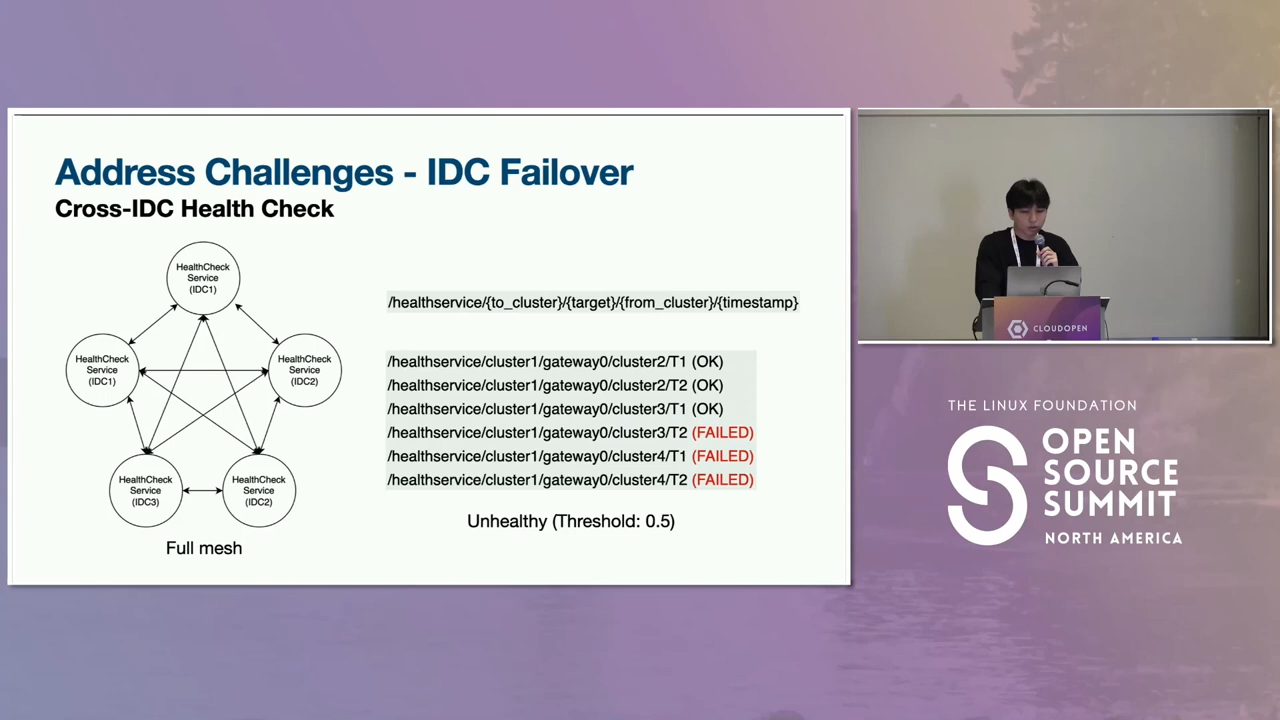 Address Challenges - IDC Failover
Cross-IDC Health Check
HealthCheck
Service
(IDC1)
HealthCheck
Service
(IDC1)
HealthCheck
Service
(IDC2)
HealthCheck
Service
(IDC3)
HealthCheck
Service
(IDC2)
Full mesh
/healthservice/{to_cluster}/{target}/{from_cluster}/{timestamp}
/healthservice/cluster1/gateway0/cluster2/T1 (OK)
/healthservice/cluster1/gateway0/cluster2/T2 (OK)
/healthservice/cluster1/gateway0/cluster3/T1 (OK)
/healthservice/cluster1/gateway0/cluster3/T2 (FAILED)
/healthservice/cluster1/gateway0/cluster4/T1 (FAILED)
/healthservice/cluster1/gateway0/cluster4/T2 (FAILED)
Unhealthy (Threshold: 0.5)
CLOUDOPEN
THE LINUX FOUNDATION
OPEN
SOURCE
SUMMIT
NORTH AMERICA